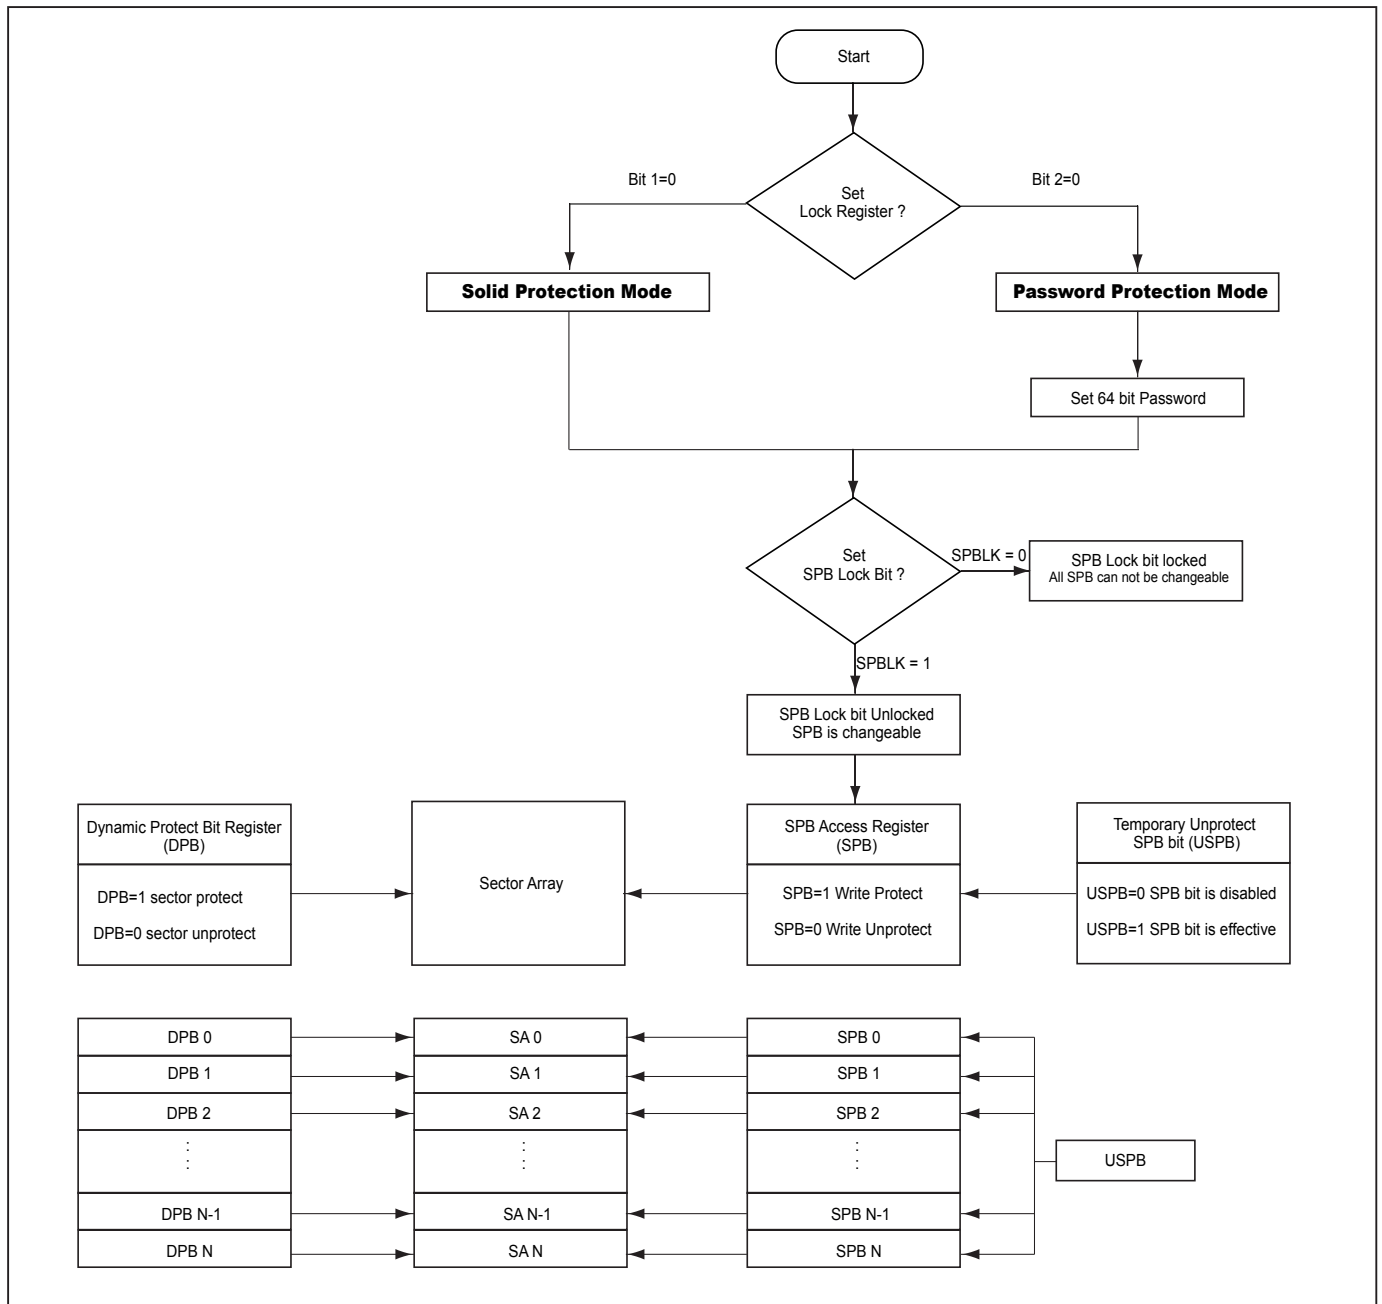 Start
Bit 1=0
Bit 2=0
Set
Lock Register ?
Solid Protection Mode
Password Protection Mode
Set 64 bit Password
Set
SPB Lock Bit ?
SPBLK = 0
SPB Lock bit locked
All SPB can not be changeable
SPBLK = 1
SPB Lock bit Unlocked
SPB is changeable
Dynamic Protect Bit Register
(DPB)
DPB=1 sector protect
DPB=0 sector unprotect
Sector Array
SPB Access Register
(SPB)
SPB=1 Write Protect
SPB=0 Write Unprotect
Temporary Unprotect
SPB bit (USPB)
USPB=0 SPB bit is disabled
USPB=1 SPB bit is effective
DPB 0
SA 0
SPB 0
DPB 1
SA 1
SPB 1
DPB 2
SA 2
SPB 2
DPB N-1
SA N-1
SPB N-1
DPB N
SA N
SPB N
USPB